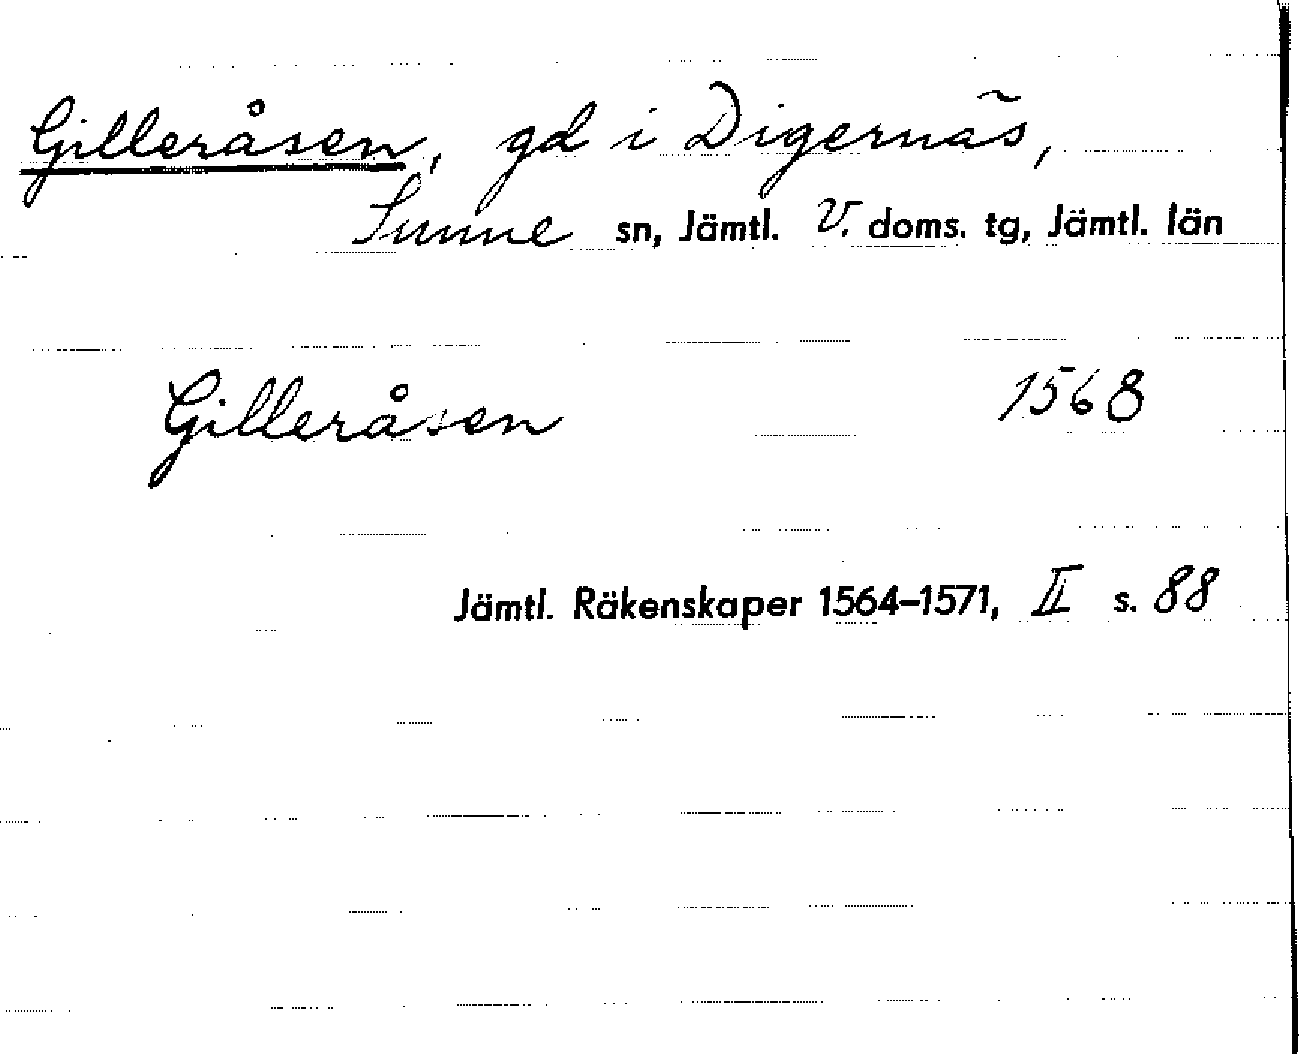 Gilleråsen, gd i Digernäs,
Sunne sn, Jämtl. V. doms. tg, Jämtl. län
Gilleråsen 1568
Jämtl. Räkenskaper 1564–1571, II s. 88